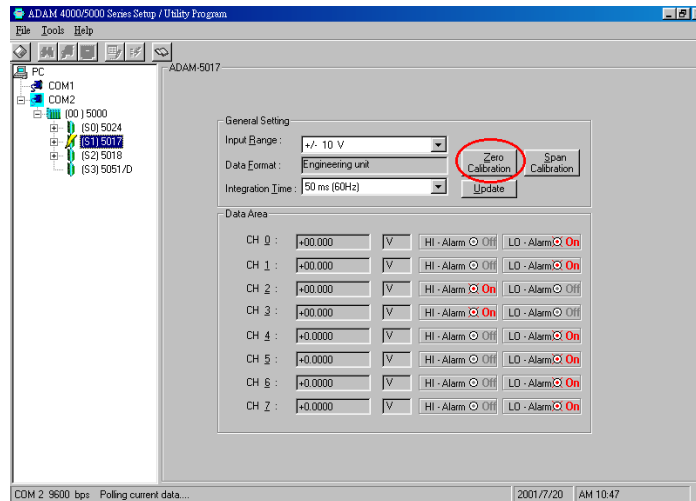 ADAM 4000/5000 Series Setup / Utility Program
File Tools Help
PC
COM1
COM2
(00 ) 5000
(S0) 5024
(S1) 5017
(S2) 5018
(S3) 5051/D
ADAM-5017
General Setting
Input Range : +/- 10 V
Data Format : Engineering unit
Integration Time : 50 ms (60Hz)
Zero Calibration
Span Calibration
Update
Data Area
CH 0 : +00.000 V HI - Alarm Off LO - Alarm On
CH 1 : +00.000 V HI - Alarm Off LO - Alarm On
CH 2 : +00.000 V HI - Alarm On LO - Alarm Off
CH 3 : +00.000 V HI - Alarm On LO - Alarm Off
CH 4 : +0.0000 V HI - Alarm Off LO - Alarm On
CH 5 : +0.0000 V HI - Alarm Off LO - Alarm On
CH 6 : +0.0000 V HI - Alarm Off LO - Alarm On
CH 7 : +0.0000 V HI - Alarm Off LO - Alarm On
COM 2 9600 bps Polling current data.... 2001/7/20 AM 10:47